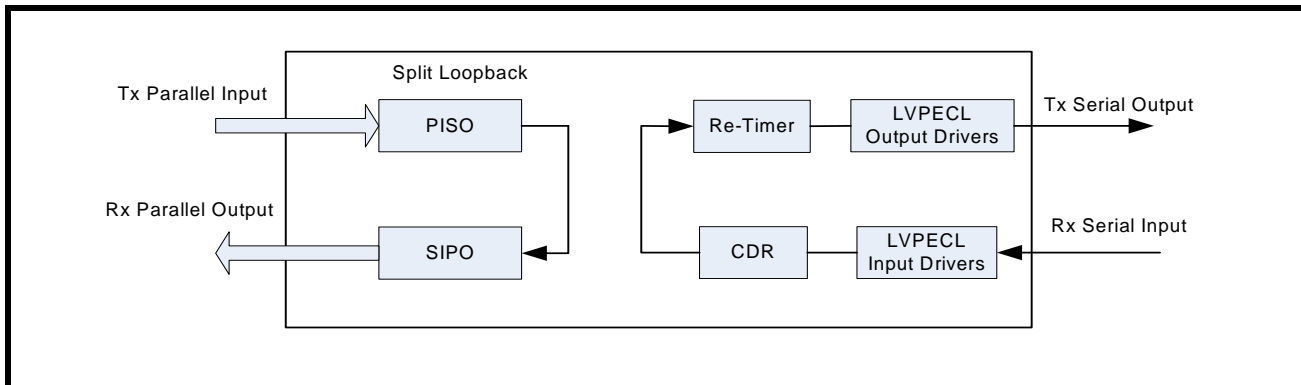 Split Loopback
Tx Parallel Input
PISO
Re-Timer
LVPECL
Output Drivers
Tx Serial Output
Rx Parallel Output
SIPO
CDR
LVPECL
Input Drivers
Rx Serial Input